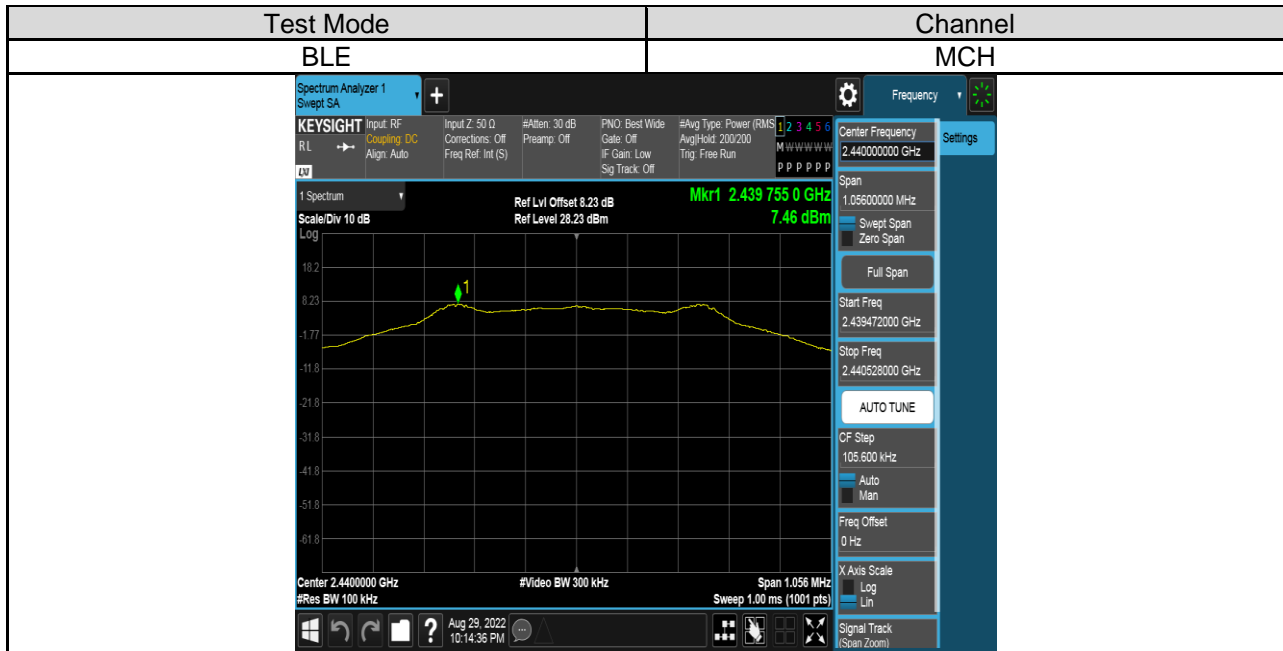 Test Mode Channel
BLE MCH
Spectrum Analyzer 1
Swept SA
+
Frequency
KEYSIGHT
RL
LXI
Input: RF
Coupling: DC
Align: Auto
Input Z: 50 Ω
Corrections: Off
Freq Ref: Int (S)
#Atten: 30 dB
Preamp: Off
PNO: Best Wide
Gate: Off
IF Gain: Low
Sig Track: Off
#Avg Type: Power (RMS
Avg|Hold: 200/200
Trig: Free Run
1 2 3 4 5 6
M W W W W W
P P P P P P
Center Frequency
2.440000000 GHz
Settings
Span
1.05600000 MHz
Swept Span
Zero Span
Full Span
Start Freq
2.439472000 GHz
Stop Freq
2.440528000 GHz
AUTO TUNE
CF Step
105.600 kHz
Auto
Man
Freq Offset
0 Hz
X Axis Scale
Log
Lin
Signal Track
(Span Zoom)
1 Spectrum
Scale/Div 10 dB
Log
Ref Lvl Offset 8.23 dB
Ref Level 28.23 dBm
Mkr1 2.439 755 0 GHz
7.46 dBm
18.2
1
8.23
-1.77
-11.8
-21.8
-31.8
-41.8
-51.8
-61.8
Center 2.4400000 GHz
#Res BW 100 kHz
#Video BW 300 kHz
Span 1.056 MHz
Sweep 1.00 ms (1001 pts)
?
Aug 29, 2022
10:14:36 PM